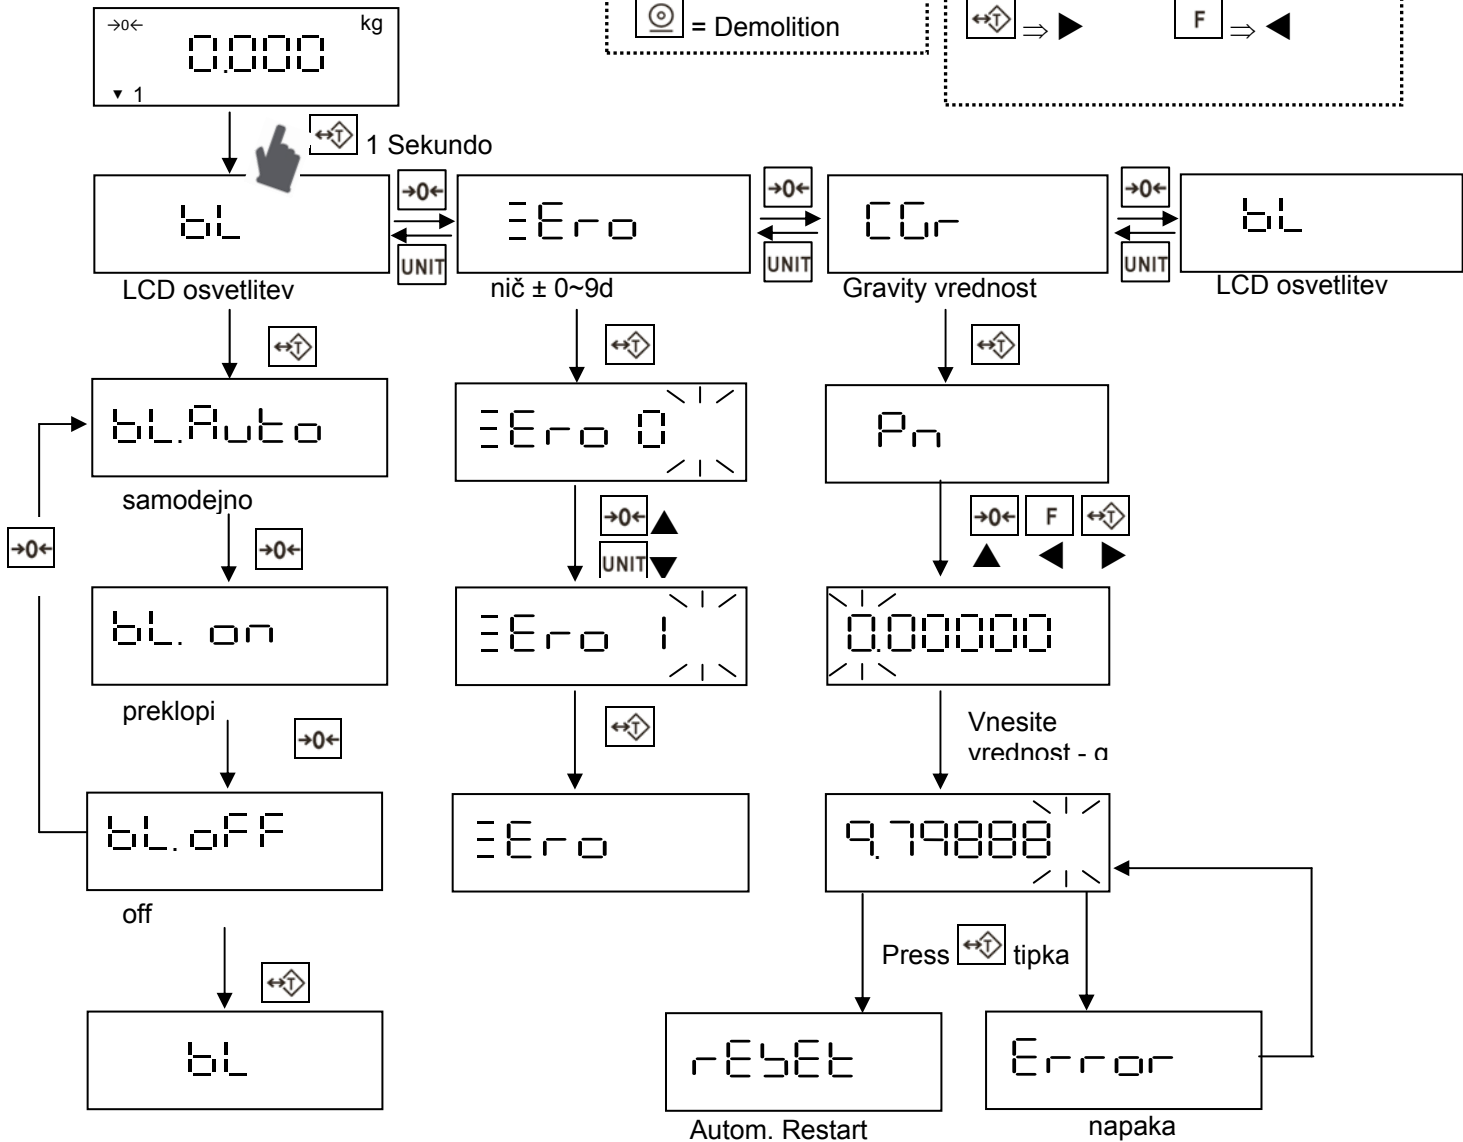 →0← kg
0.000
▼ 1
= Demolition
↔T ⇒ ▶ F ⇒ ◀
↔T 1 Sekundo
→0← →0← →0←
bL ZEro CGr bL
UNIT UNIT UNIT
LCD osvetlitev nič ± 0~9d Gravity vrednost LCD osvetlitev
↔T ↔T ↔T
bL.Auto ZEro 0 Pn
samodejno
→0← →0← →0← ▲ →0← F ↔T
UNIT ▼ ▲ ◀ ▶
bL. on ZEro 1 0.00000
preklopi
→0← ↔T Vnesite
vrednost - g
bL.oFF ZEro 9.79888
off
↔T Press ↔T tipka
bL rESEt Error
Autom. Restart napaka